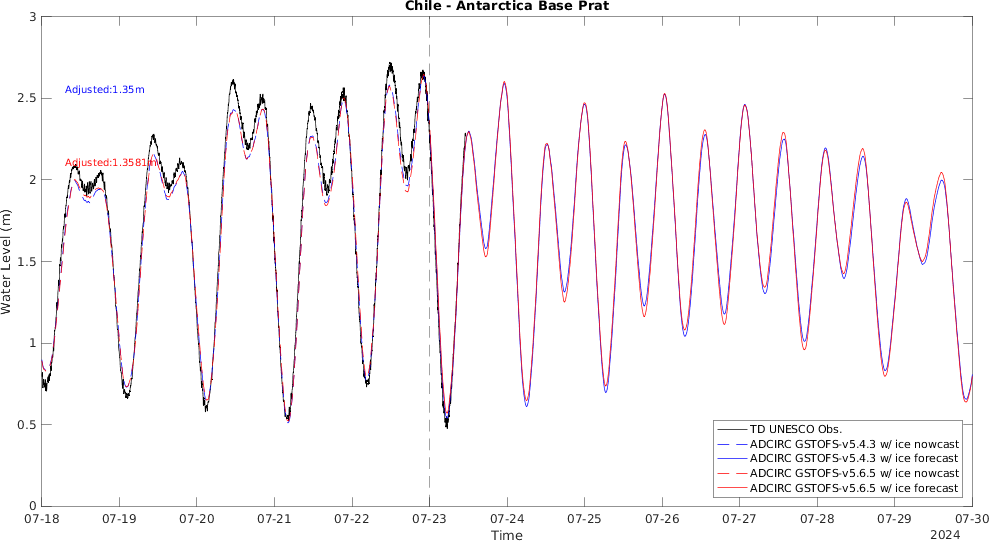 Chile - Antarctica Base Prat
3
2.5
2
1.5
1
0.5
0
Water Level (m)
Adjusted:1.35m
Adjusted:1.3581m
TD UNESCO Obs.
ADCIRC GSTOFS-v5.4.3 w/ ice nowcast
ADCIRC GSTOFS-v5.4.3 w/ ice forecast
ADCIRC GSTOFS-v5.6.5 w/ ice nowcast
ADCIRC GSTOFS-v5.6.5 w/ ice forecast
07-18 07-19 07-20 07-21 07-22 07-23 07-24 07-25 07-26 07-27 07-28 07-29 07-30
Time
2024